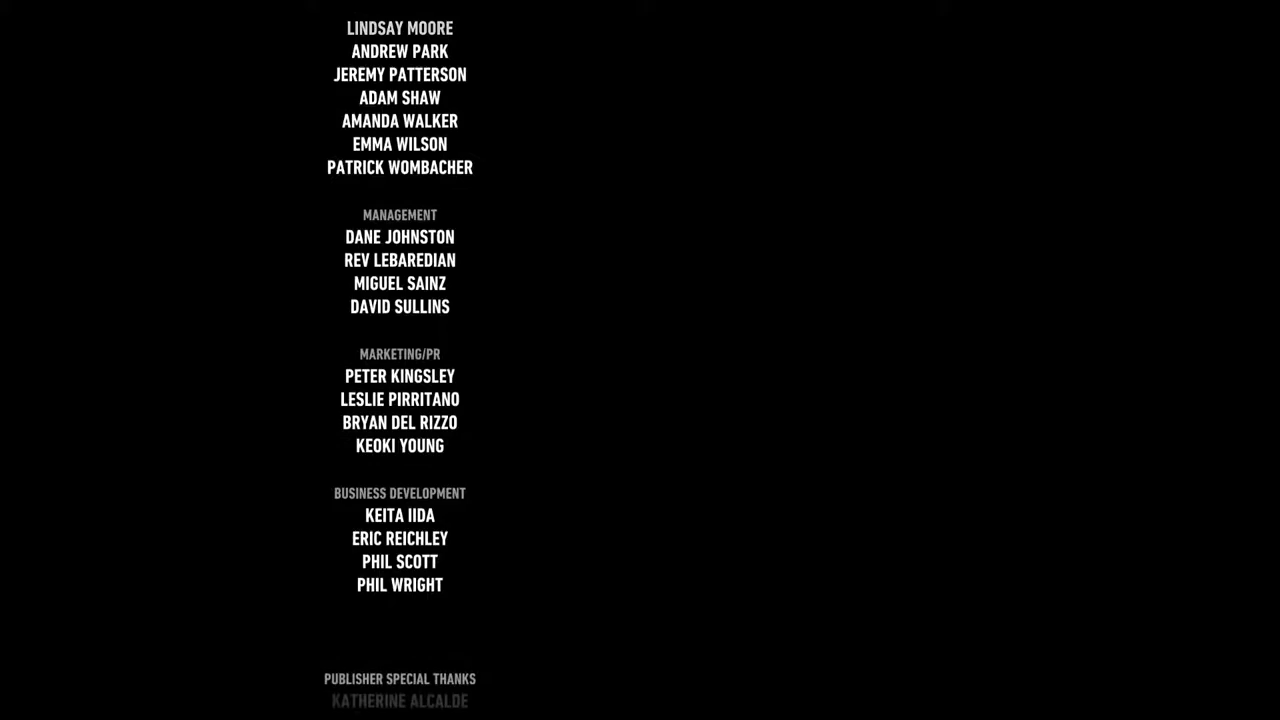 LINDSAY MOORE
ANDREW PARK
JEREMY PATTERSON
ADAM SHAW
AMANDA WALKER
EMMA WILSON
PATRICK WOMBACHER
MANAGEMENT
DANE JOHNSTON
REV LEBAREDIAN
MIGUEL SAINZ
DAVID SULLINS
MARKETING/PR
PETER KINGSLEY
LESLIE PIRRITANO
BRYAN DEL RIZZO
KEOKI YOUNG
BUSINESS DEVELOPMENT
KEITA IIDA
ERIC REICHLEY
PHIL SCOTT
PHIL WRIGHT
PUBLISHER SPECIAL THANKS
KATHERINE ALCALDE